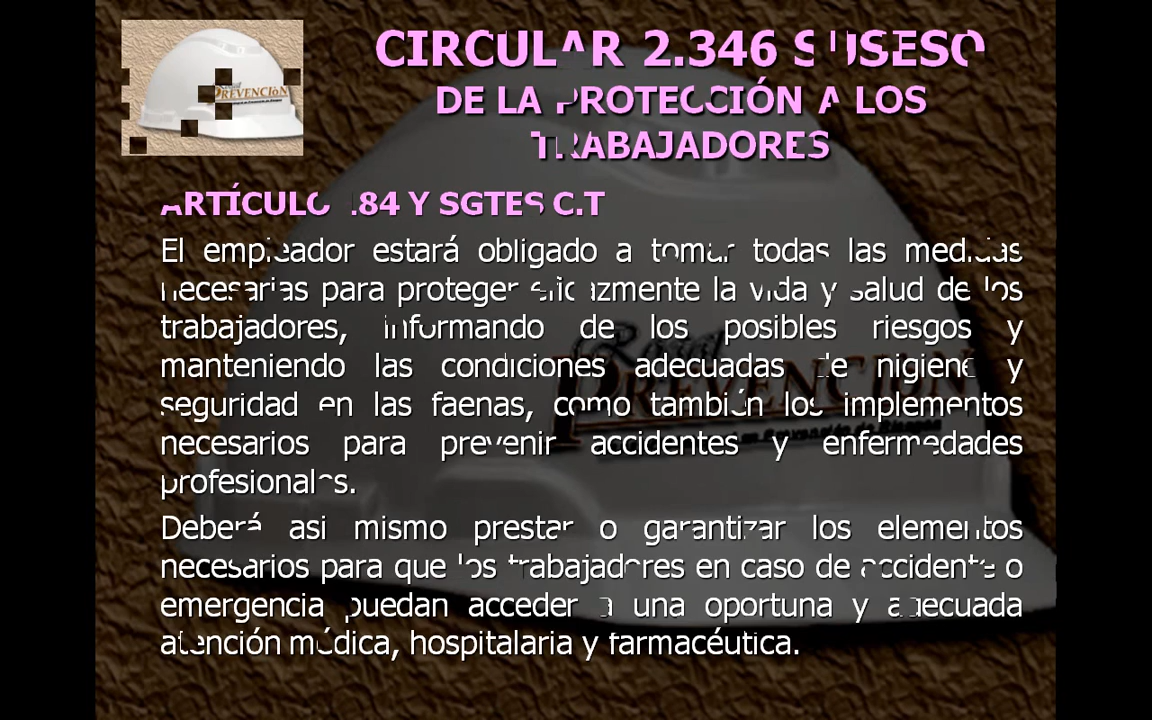 CIRCULAR 2.346 SUSESO
DE LA PROTECCIÓN A LOS
TRABAJADORES
PREVENCIÓN
ARTÍCULO 184 Y SGTES C.T
El empleador estará obligado a tomar todas las medidas
necesarias para proteger eficazmente la vida y salud de los
trabajadores, informando de los posibles riesgos y
manteniendo las condiciones adecuadas de higiene y
seguridad en las faenas, como también los implementos
necesarios para prevenir accidentes y enfermedades
profesionales.
Deberá asi mismo prestar o garantizar los elementos
necesarios para que los trabajadores en caso de accidente o
emergencia puedan acceder a una oportuna y adecuada
atención médica, hospitalaria y farmacéutica.